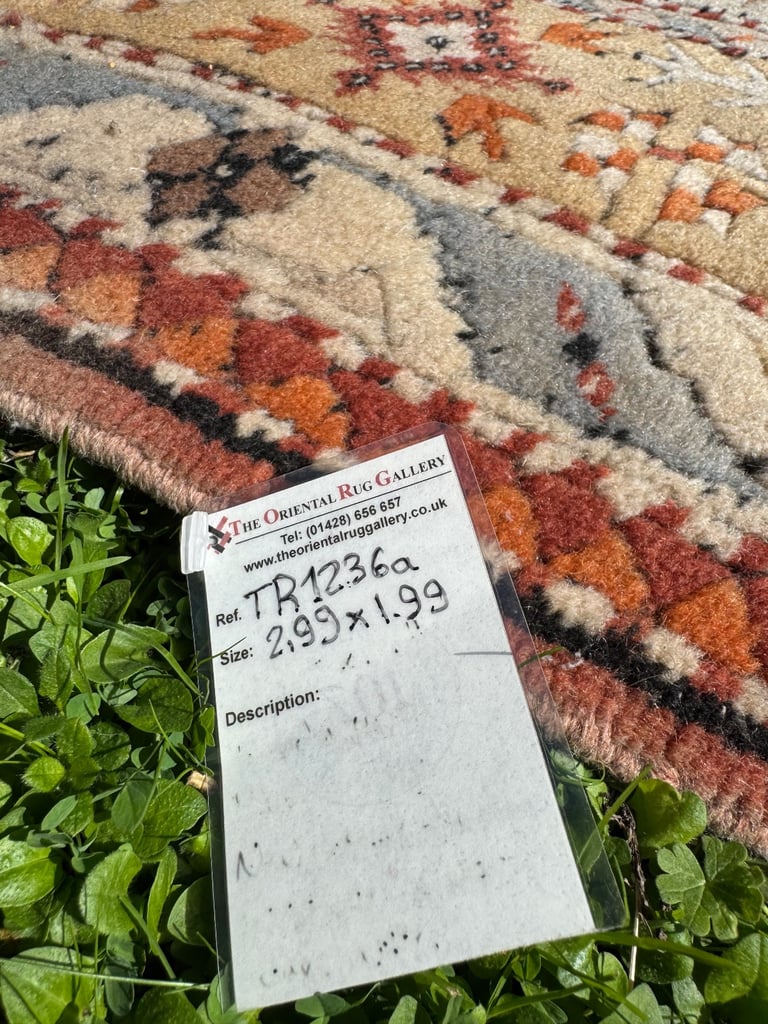 THE ORIENTAL RUG GALLERY
Tel: (01428) 656 657
www.theorientalruggallery.co.uk
Ref. TR1236a
Size: 2.99 x 1.99
Description: